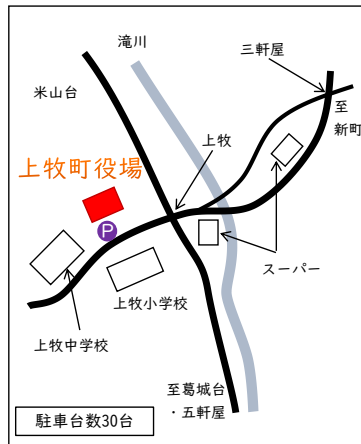 滝川
三軒屋
米山台
至
新町
上牧
上牧町役場
P
スーパー
上牧小学校
上牧中学校
至葛城台
・五軒屋
駐車台数30台